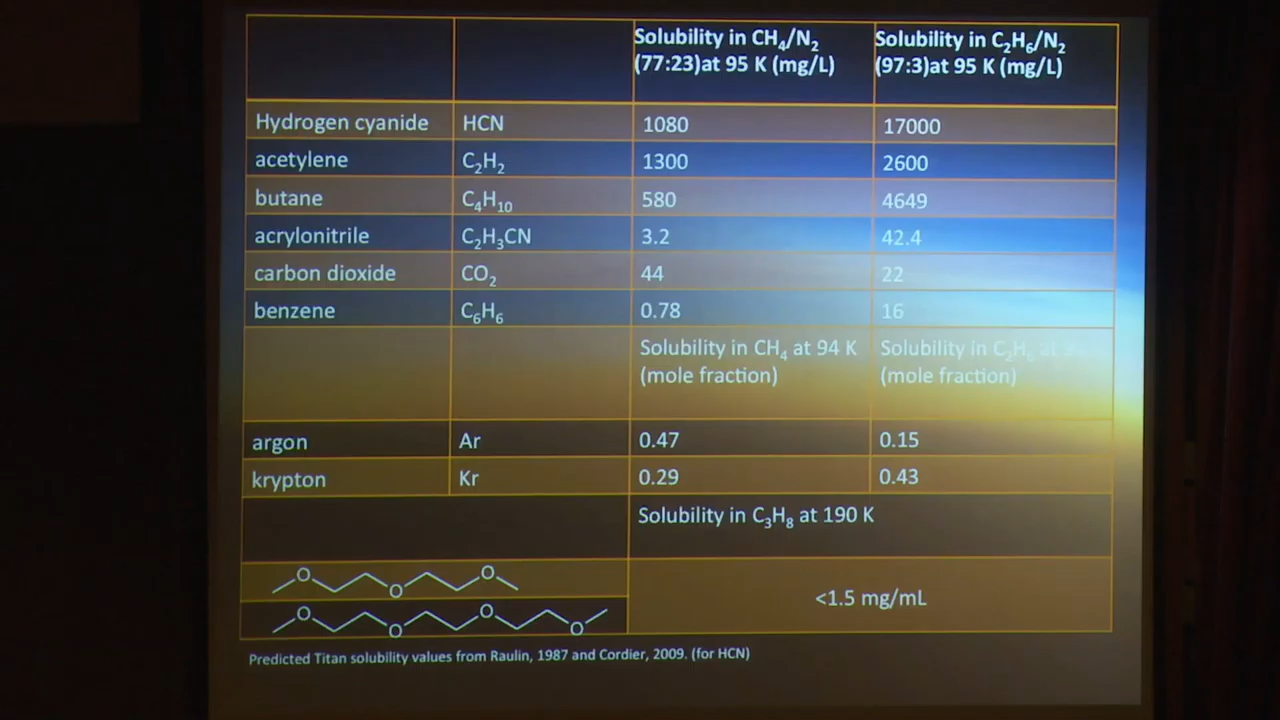 Solubility in CH₄/N₂ (77:23)at 95 K (mg/L)
Solubility in C₂H₆/N₂ (97:3)at 95 K (mg/L)
Hydrogen cyanide HCN 1080 17000
acetylene C₂H₂ 1300 2600
butane C₄H₁₀ 580 4649
acrylonitrile C₂H₃CN 3.2 42.4
carbon dioxide CO₂ 44 22
benzene C₆H₆ 0.78 16
Solubility in CH₄ at 94 K (mole fraction)
Solubility in C₂H₆ at (mole fraction)
argon Ar 0.47 0.15
krypton Kr 0.29 0.43
Solubility in C₃H₈ at 190 K
O O O
<1.5 mg/mL
O O O O
Predicted Titan solubility values from Raulin, 1987 and Cordier, 2009. (for HCN)